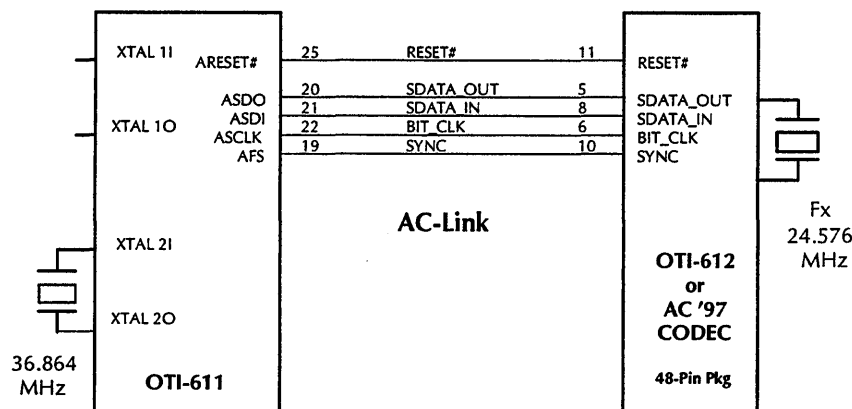 XTAL 1I
ARESET#
25 RESET# 11
RESET#
ASDO
20 SDATA_OUT 5
SDATA_OUT
ASDI
21 SDATA_IN 8
SDATA_IN
XTAL 1O
ASCLK
22 BIT_CLK 6
BIT_CLK
AFS
19 SYNC 10
SYNC
AC-Link
Fx
24.576
MHz
XTAL 2I
XTAL 2O
36.864
MHz
OTI-611
OTI-612
or
AC '97
CODEC
48-Pin Pkg